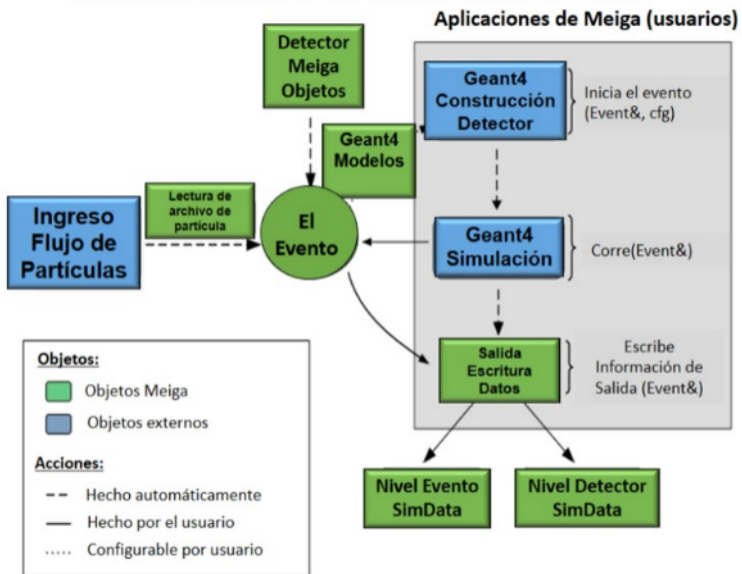 Aplicaciones de Meiga (usuarios)
Detector
Meiga
Objetos
Geant4
Construcción
Detector
Inicia el evento
(Event&, cfg)
Geant4
Modelos
Lectura de
archivo de
partícula
Ingreso
Flujo de
Partículas
El
Evento
Geant4
Simulación
Corre(Event&)
Salida
Escritura
Datos
Escribe
Información de
Salida (Event&)
Objetos:
Objetos Meiga
Objetos externos
Acciones:
Hecho automáticamente
Hecho por el usuario
Configurable por usuario
Nivel Evento
SimData
Nivel Detector
SimData